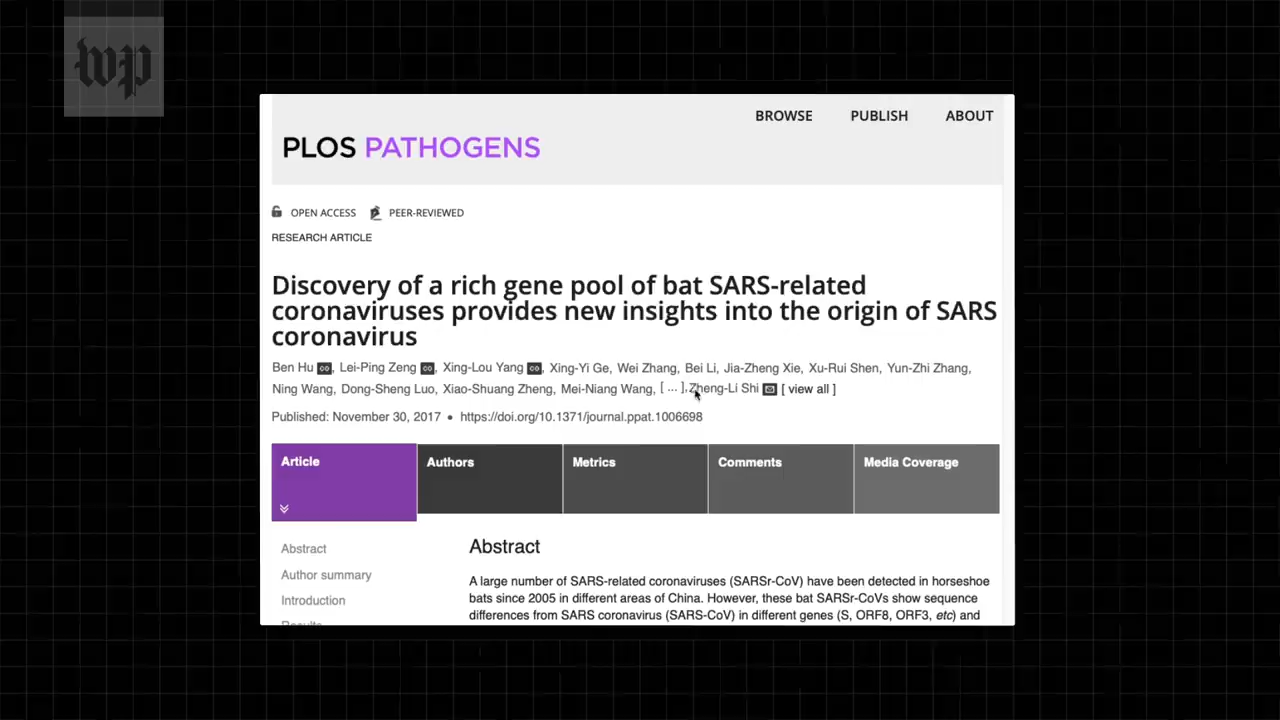 wp
BROWSE PUBLISH ABOUT
PLOS PATHOGENS
OPEN ACCESS PEER-REVIEWED
RESEARCH ARTICLE
Discovery of a rich gene pool of bat SARS-related
coronaviruses provides new insights into the origin of SARS
coronavirus
Ben Hu co, Lei-Ping Zeng co, Xing-Lou Yang co, Xing-Yi Ge, Wei Zhang, Bei Li, Jia-Zheng Xie, Xu-Rui Shen, Yun-Zhi Zhang,
Ning Wang, Dong-Sheng Luo, Xiao-Shuang Zheng, Mei-Niang Wang, [ ... ], Zheng-Li Shi [ view all ]
Published: November 30, 2017 • https://doi.org/10.1371/journal.ppat.1006698
Article Authors Metrics Comments Media Coverage
Abstract
Author summary
Introduction
Results
Abstract
A large number of SARS-related coronaviruses (SARSr-CoV) have been detected in horseshoe
bats since 2005 in different areas of China. However, these bat SARSr-CoVs show sequence
differences from SARS coronavirus (SARS-CoV) in different genes (S, ORF8, ORF3, etc) and